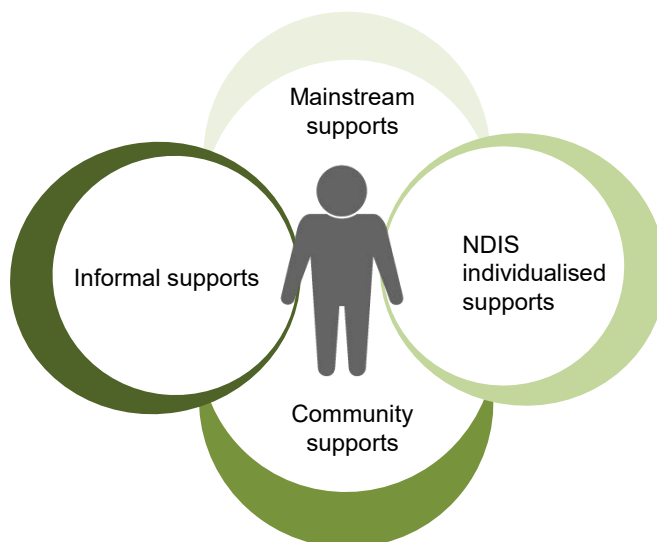 Mainstream
supports
Informal supports
NDIS
individualised
supports
Community
supports